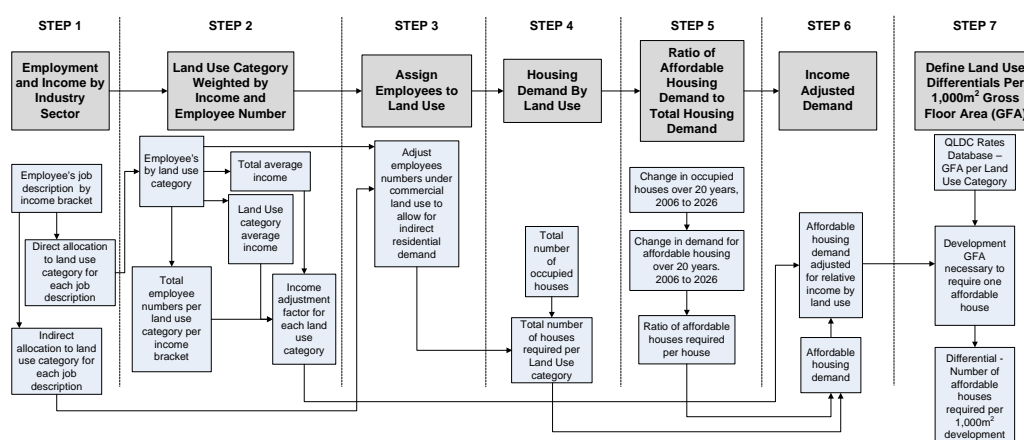 STEP 1
STEP 2
STEP 3
STEP 4
STEP 5
STEP 6
STEP 7
Employment
and Income by
Industry
Sector
Land Use Category
Weighted by
Income and
Employee Number
Assign
Employees to
Land Use
Housing
Demand By
Land Use
Ratio of
Affordable
Housing
Demand to
Total Housing
Demand
Income
Adjusted
Demand
Define Land Use
Differentials Per
1,000m² Gross
Floor Area (GFA)
Employee's job
description by
income bracket
Direct allocation
to land use
category for
each job
description
Indirect
allocation to land
use category for
each job
description
Employee's
by land use
category
Total average
income
Land Use
category
average
income
Total
employee
numbers per
land use
category per
income
bracket
Income
adjustment
factor for
each land
use
category
Adjust
employees
numbers under
commercial
land use to
allow for
indirect
residential
demand
Total
number
of
occupied
houses
Total number
of houses
required per
Land Use
category
Change in occupied
houses over 20 years,
2006 to 2026
Change in demand for
affordable housing
over 20 years.
2006 to 2026
Ratio of affordable
houses required
per house
Affordable
housing
demand
adjusted
for relative
income by
land use
Affordable
housing
demand
QLDC Rates
Database –
GFA per Land
Use Category
Development
GFA
necessary to
require one
affordable
house
Differential -
Number of
affordable
houses
required per
1,000m²
development